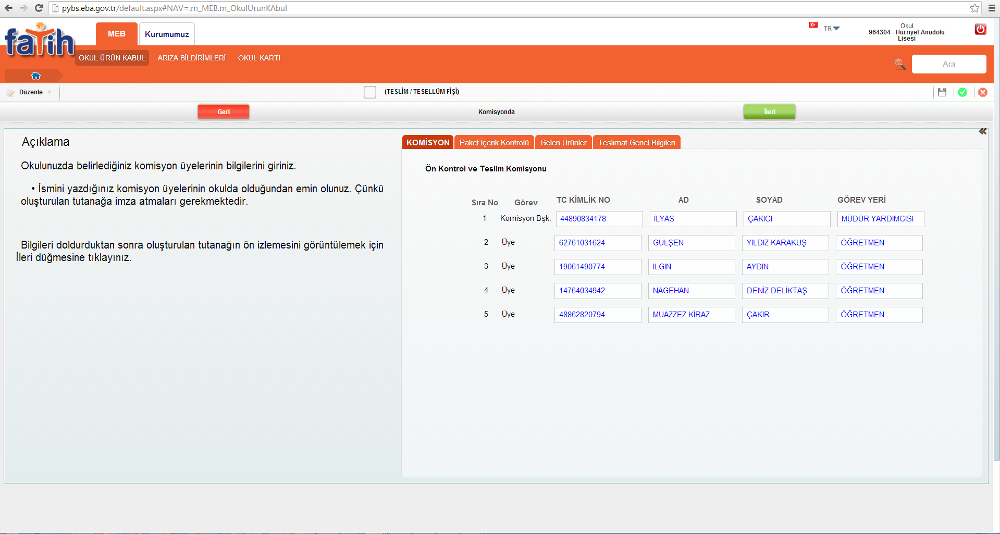 pybs.eba.gov.tr/default.aspx#NAV=.m_MEB.m_OkulUrunKAbul
fatih
MEB
Kurumumuz
TR
Okul
964304 - Hürriyet Anadolu
Lisesi
OKUL ÜRÜN KABUL
ARIZA BİLDİRİMLERİ
OKUL KARTI
Ara
Düzenle
(TESLİM / TESELLÜM FİŞİ)
Geri
Komisyonda
İleri
Açıklama
Okulunuzda belirlediğiniz komisyon üyelerinin bilgilerini giriniz.
• İsmini yazdığınız komisyon üyelerinin okulda olduğundan emin olunuz. Çünkü
oluşturulan tutanağa imza atmaları gerekmektedir.
Bilgileri doldurduktan sonra oluşturulan tutanağın ön izlemesini görüntülemek için
İleri düğmesine tıklayınız.
KOMİSYON
Paket İçerik Kontrolü
Gelen Ürünler
Teslimat Genel Bilgileri
Ön Kontrol ve Teslim Komisyonu
Sıra No Görev TC KİMLİK NO AD SOYAD GÖREV YERİ
1 Komisyon Bşk. 44890834178 İLYAS ÇAKICI MÜDÜR YARDIMCISI
2 Üye 62761031624 GÜLŞEN YILDIZ KARAKUŞ ÖĞRETMEN
3 Üye 19061490774 ILGIN AYDIN ÖĞRETMEN
4 Üye 14764034942 NAGEHAN DENİZ DELİKTAŞ ÖĞRETMEN
5 Üye 48862820794 MUAZZEZ KİRAZ ÇAKIR ÖĞRETMEN